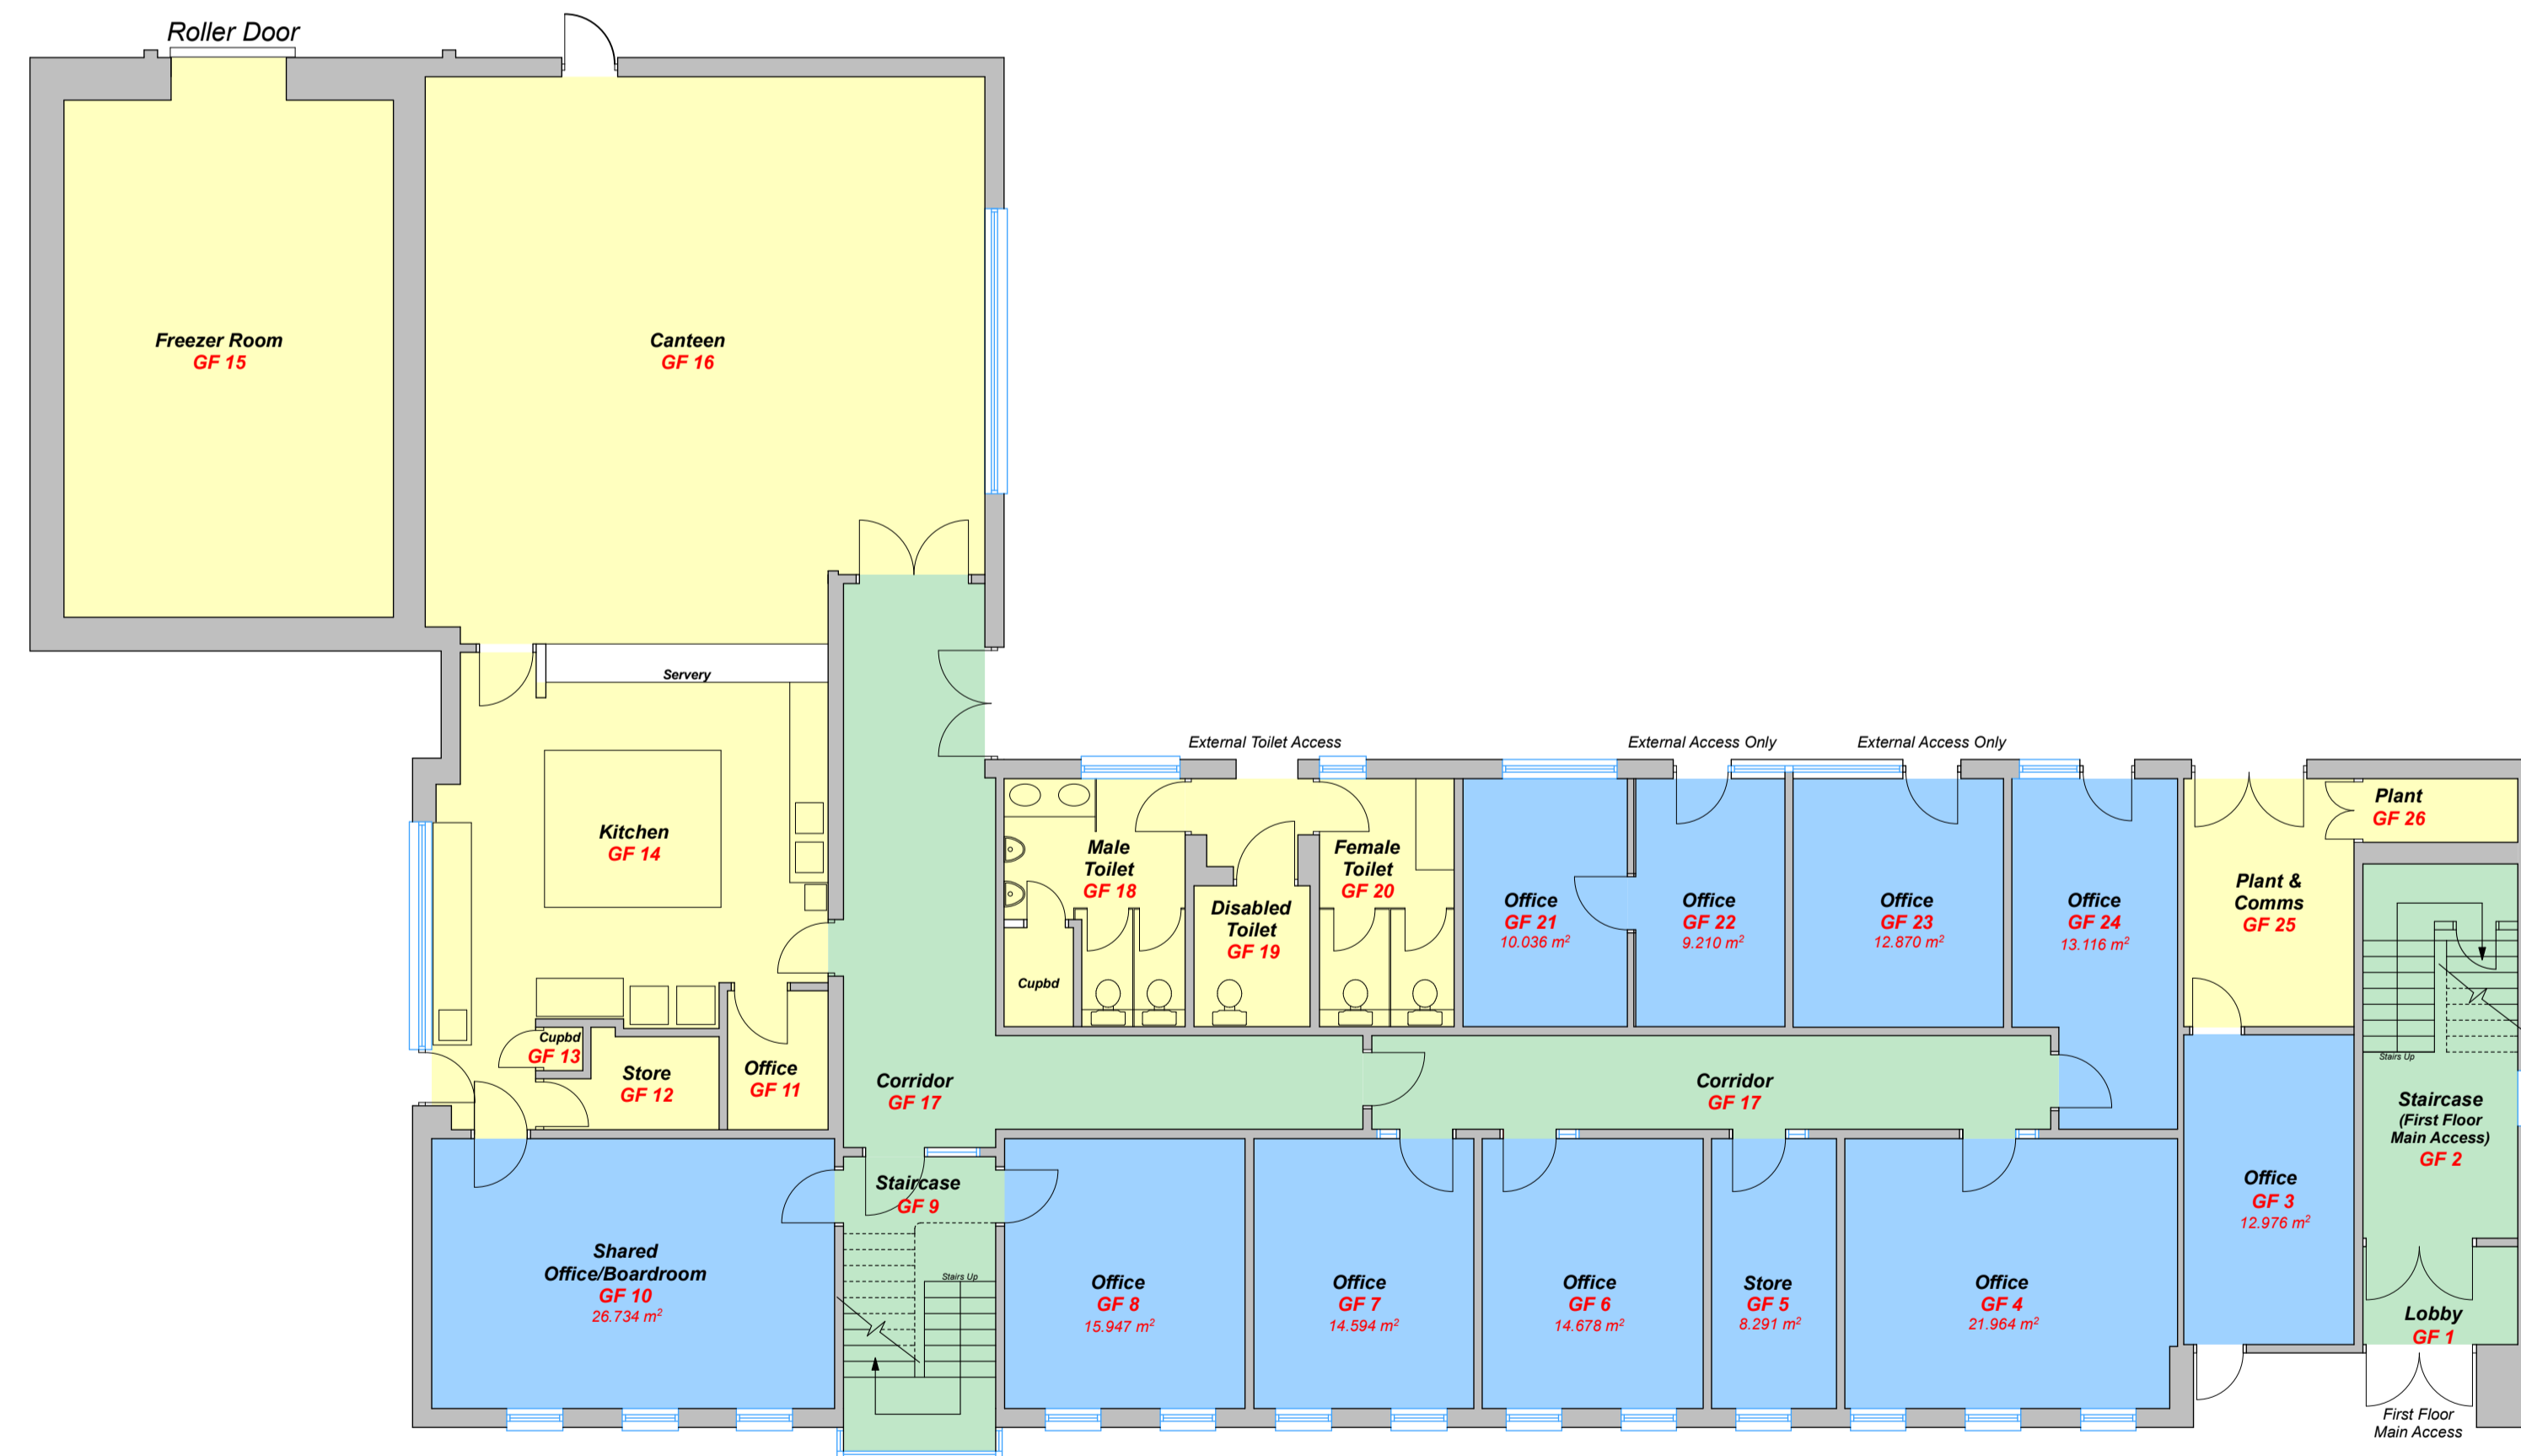 Roller Door
Freezer Room
GF 15
Canteen
GF 16
Servery
Kitchen
GF 14
Cupbd
GF 13
Store
GF 12
Office
GF 11
Corridor
GF 17
External Toilet Access
Male
Toilet
GF 18
Cupbd
Disabled
Toilet
GF 19
Female
Toilet
GF 20
External Access Only
External Access Only
Office
GF 21
10.036 m²
Office
GF 22
9.210 m²
Office
GF 23
12.870 m²
Office
GF 24
13.116 m²
Plant
GF 26
Plant &
Comms
GF 25
Corridor
GF 17
Stairs Up
Staircase
(First Floor
Main Access)
GF 2
Shared
Office/Boardroom
GF 10
26.734 m²
Staircase
GF 9
Stairs Up
Office
GF 8
15.947 m²
Office
GF 7
14.594 m²
Office
GF 6
14.678 m²
Store
GF 5
8.291 m²
Office
GF 4
21.964 m²
Office
GF 3
12.976 m²
Lobby
GF 1
First Floor
Main Access